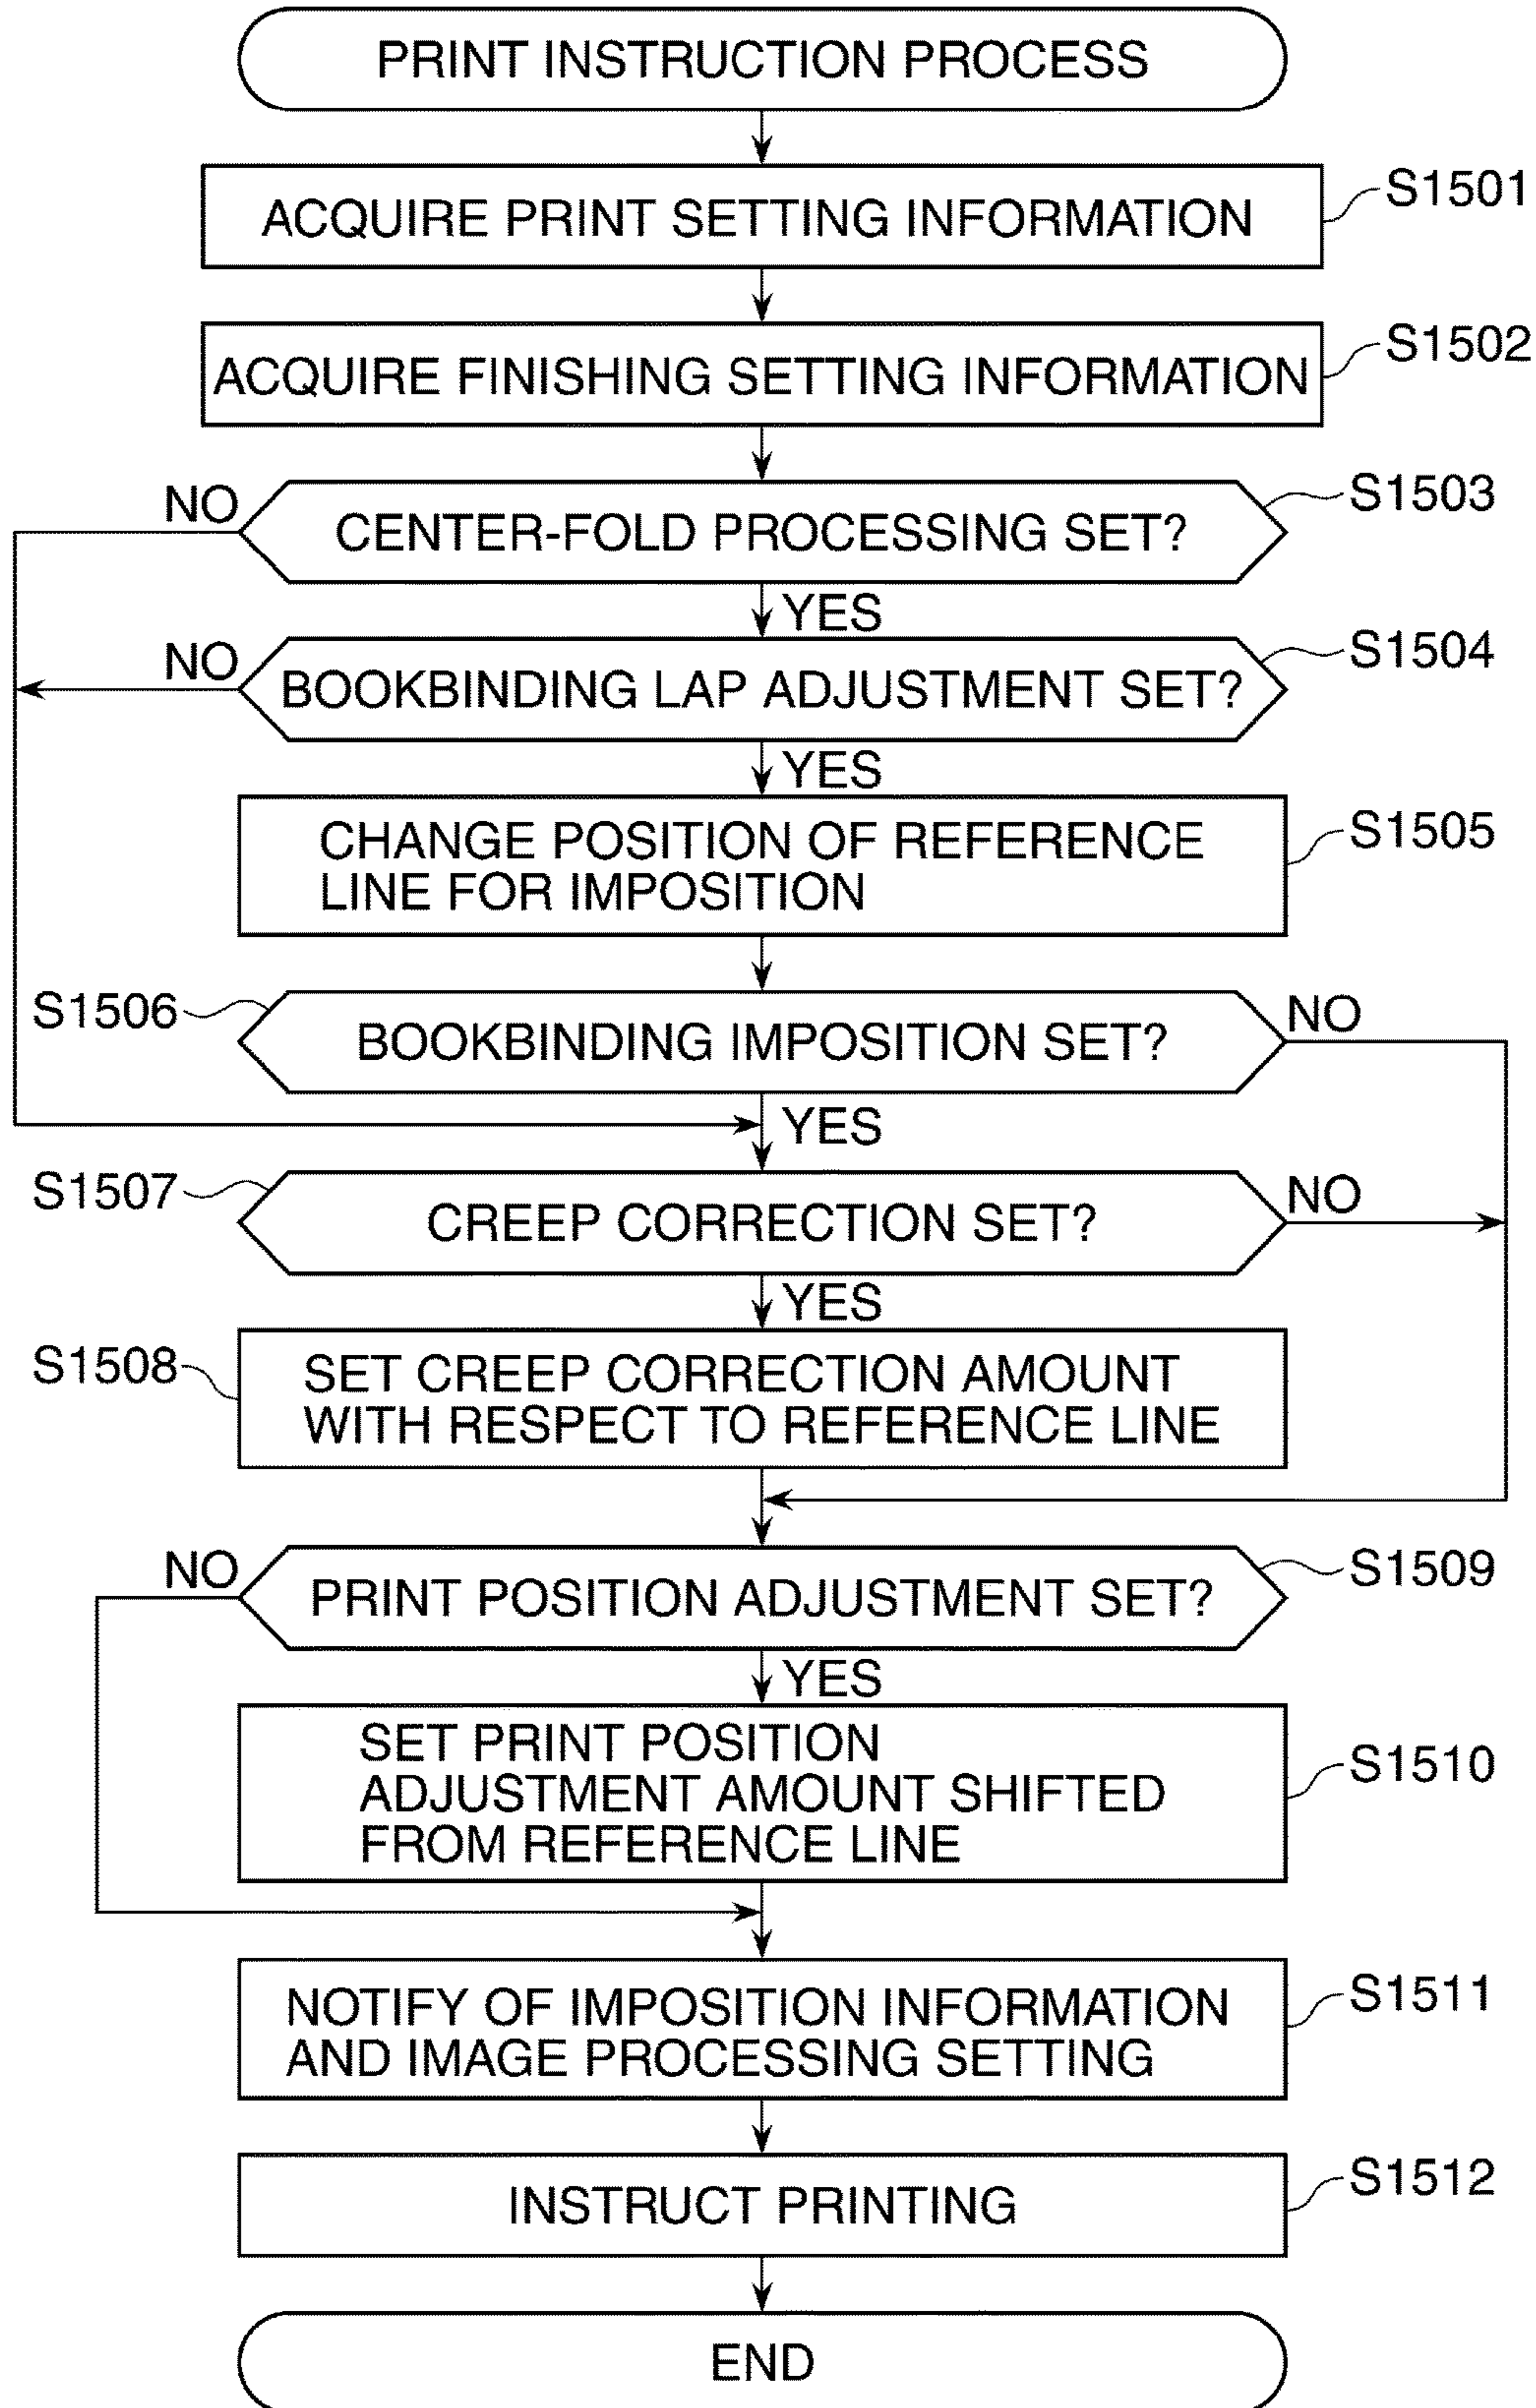 PRINT INSTRUCTION PROCESS
S1501
ACQUIRE PRINT SETTING INFORMATION
S1502
ACQUIRE FINISHING SETTING INFORMATION
NO
S1503
CENTER-FOLD PROCESSING SET?
YES
NO
S1504
BOOKBINDING LAP ADJUSTMENT SET?
YES
CHANGE POSITION OF REFERENCE
LINE FOR IMPOSITION
S1505
S1506
NO
BOOKBINDING IMPOSITION SET?
YES
S1507
NO
CREEP CORRECTION SET?
YES
S1508
SET CREEP CORRECTION AMOUNT
WITH RESPECT TO REFERENCE LINE
NO
S1509
PRINT POSITION ADJUSTMENT SET?
YES
SET PRINT POSITION
ADJUSTMENT AMOUNT SHIFTED
FROM REFERENCE LINE
S1510
NOTIFY OF IMPOSITION INFORMATION
AND IMAGE PROCESSING SETTING
S1511
S1512
INSTRUCT PRINTING
END